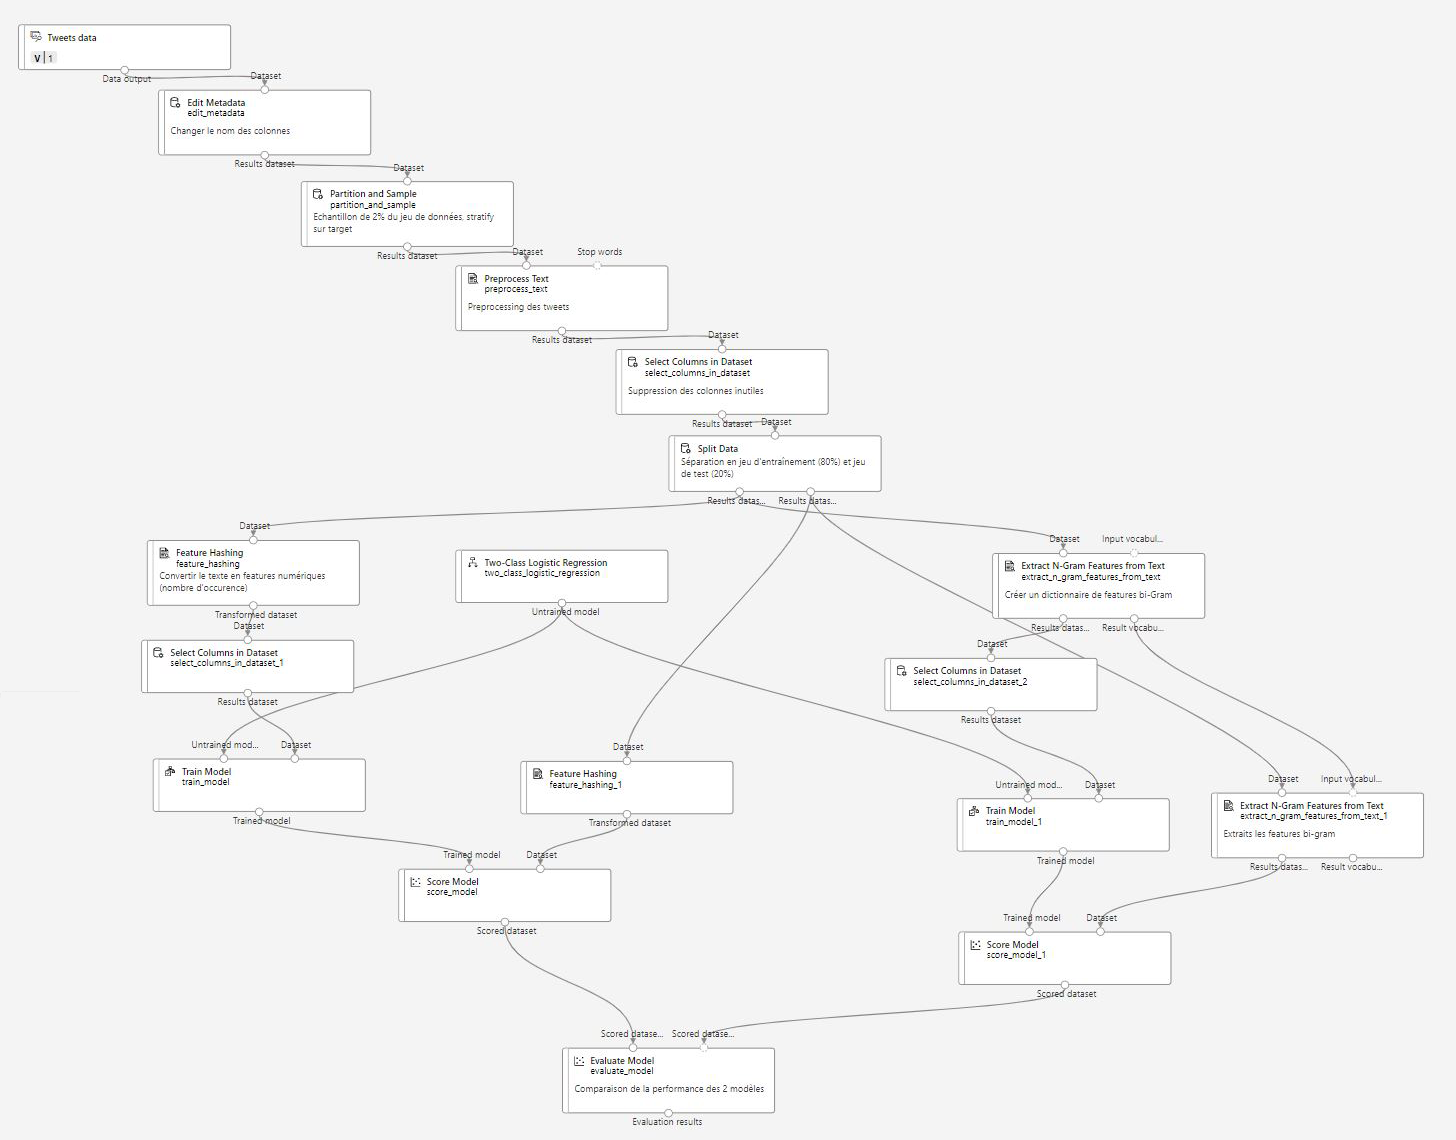 Tweets data
V 1
Data output
Dataset
Edit Metadata
edit_metadata
Changer le nom des colonnes
Results dataset
Dataset
Partition and Sample
partition_and_sample
Echantillon de 2% du jeu de données, stratify
sur target
Results dataset
Dataset
Stop words
Preprocess Text
preprocess_text
Preprocessing des tweets
Results dataset
Dataset
Select Columns in Dataset
select_columns_in_dataset
Suppression des colonnes inutiles
Results dataset
Dataset
Split Data
Séparation en jeu d'entraînement (80%) et jeu
de test (20%)
Results datas...
Results datas...
Dataset
Feature Hashing
feature_hashing
Convertir le texte en features numériques
(nombre d'occurence)
Transformed dataset
Two-Class Logistic Regression
two_class_logistic_regression
Untrained model
Dataset
Input vocabul...
Extract N-Gram Features from Text
extract_n_gram_features_from_text
Créer un dictionnaire de features bi-Gram
Results datas...
Result vocabu...
Dataset
Select Columns in Dataset
select_columns_in_dataset_1
Results dataset
Dataset
Select Columns in Dataset
select_columns_in_dataset_2
Results dataset
Untrained mod...
Dataset
Train Model
train_model
Trained model
Dataset
Feature Hashing
feature_hashing_1
Transformed dataset
Untrained mod...
Dataset
Train Model
train_model_1
Trained model
Dataset
Input vocabul...
Extract N-Gram Features from Text
extract_n_gram_features_from_text_1
Extraits les features bi-gram
Results datas...
Result vocabu...
Trained model
Dataset
Score Model
score_model
Scored dataset
Trained model
Dataset
Score Model
score_model_1
Scored dataset
Scored datase...
Scored datase...
Evaluate Model
evaluate_model
Comparaison de la performance des 2 modèles
Evaluation results